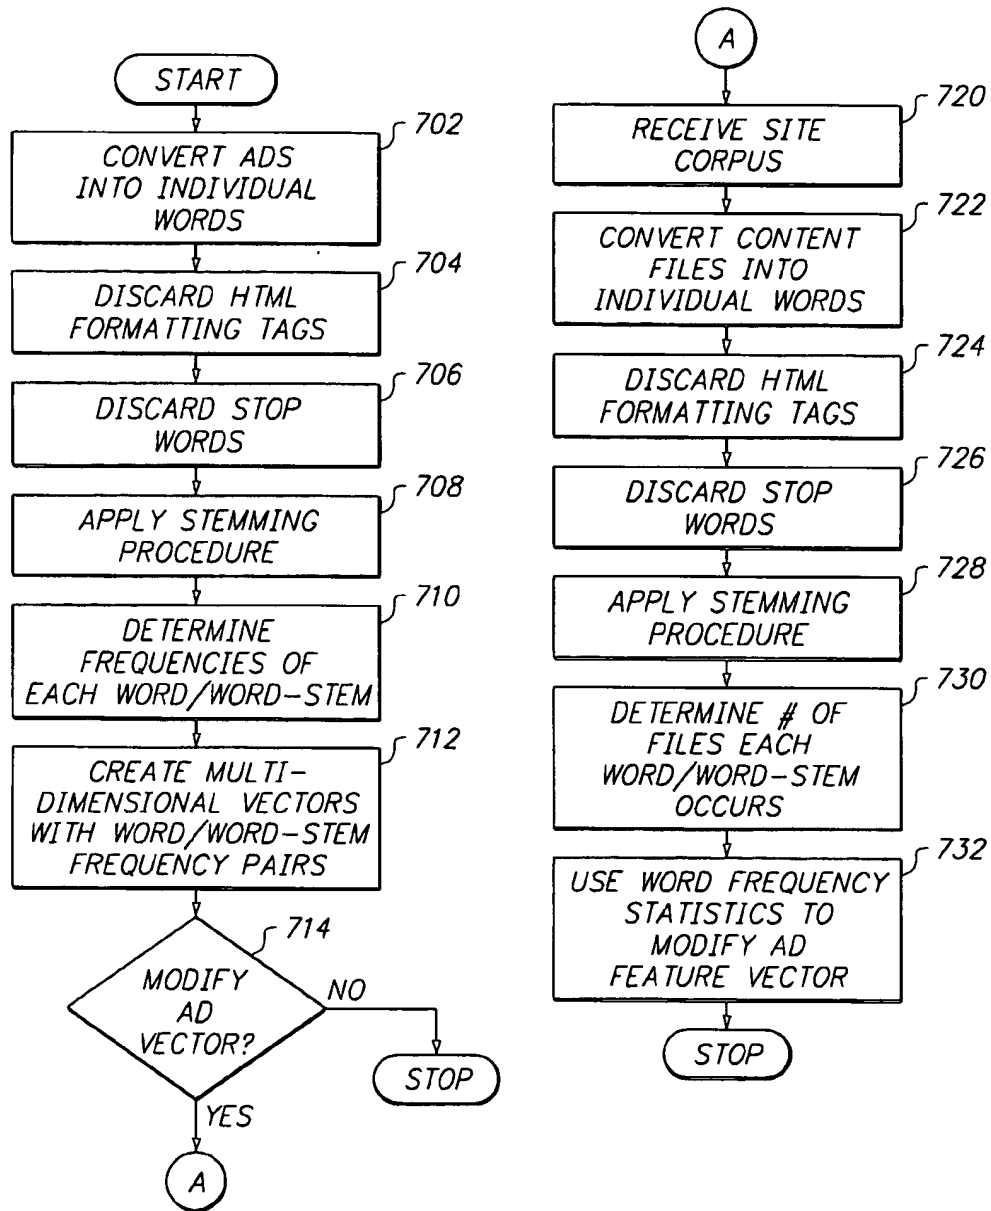 START
702
CONVERT ADS
INTO INDIVIDUAL
WORDS
704
DISCARD HTML
FORMATTING TAGS
706
DISCARD STOP
WORDS
708
APPLY STEMMING
PROCEDURE
710
DETERMINE
FREQUENCIES OF
EACH WORD/WORD-STEM
712
CREATE MULTI-
DIMENSIONAL VECTORS
WITH WORD/WORD-STEM
FREQUENCY PAIRS
714
MODIFY
AD
VECTOR?
NO
STOP
YES
A
A
720
RECEIVE SITE
CORPUS
722
CONVERT CONTENT
FILES INTO
INDIVIDUAL WORDS
724
DISCARD HTML
FORMATTING TAGS
726
DISCARD STOP
WORDS
728
APPLY STEMMING
PROCEDURE
730
DETERMINE # OF
FILES EACH
WORD/WORD-STEM
OCCURS
732
USE WORD FREQUENCY
STATISTICS TO
MODIFY AD
FEATURE VECTOR
STOP